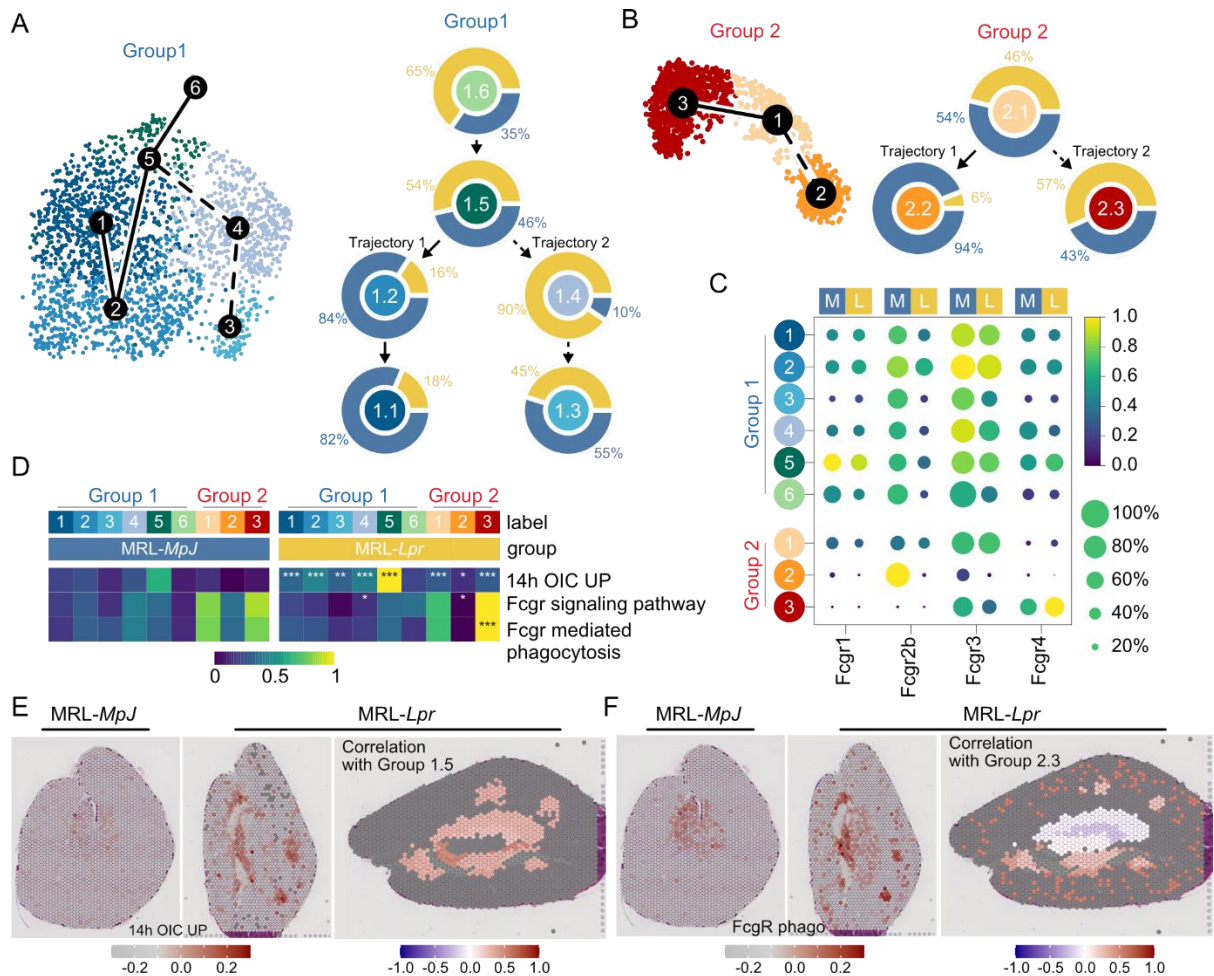 A
Group1
6
5
1
4
2
3
Group1
65%
1.6
35%
54%
1.5
46%
Trajectory 1
Trajectory 2
16%
1.2
84%
90%
1.4
10%
18%
1.1
82%
45%
1.3
55%
B
Group 2
3
1
2
Group 2
46%
2.1
54%
Trajectory 1
Trajectory 2
6%
2.2
94%
57%
2.3
43%
C
M L M L M L M L
Group 1
1
2
3
4
5
6
Group 2
1
2
3
Fcgr1
Fcgr2b
Fcgr3
Fcgr4
1.0
0.8
0.6
0.4
0.2
0.0
100%
80%
60%
40%
20%
D
Group 1 Group 2 Group 1 Group 2
1 2 3 4 5 6 1 2 3 1 2 3 4 5 6 1 2 3 label
MRL-MpJ MRL-Lpr group
*** *** ** *** *** *** * *** 14h OIC UP
* * Fcgr signaling pathway
*** Fcgr mediated
phagocytosis
0 0.5 1
E
MRL-MpJ
MRL-Lpr
Correlation
with Group 1.5
14h OIC UP
-0.2 0.0 0.2
-1.0 -0.5 0.0 0.5 1.0
F
MRL-MpJ
MRL-Lpr
Correlation
with Group 2.3
FcgR phago
-0.2 0.0 0.2
-1.0 -0.5 0.0 0.5 1.0